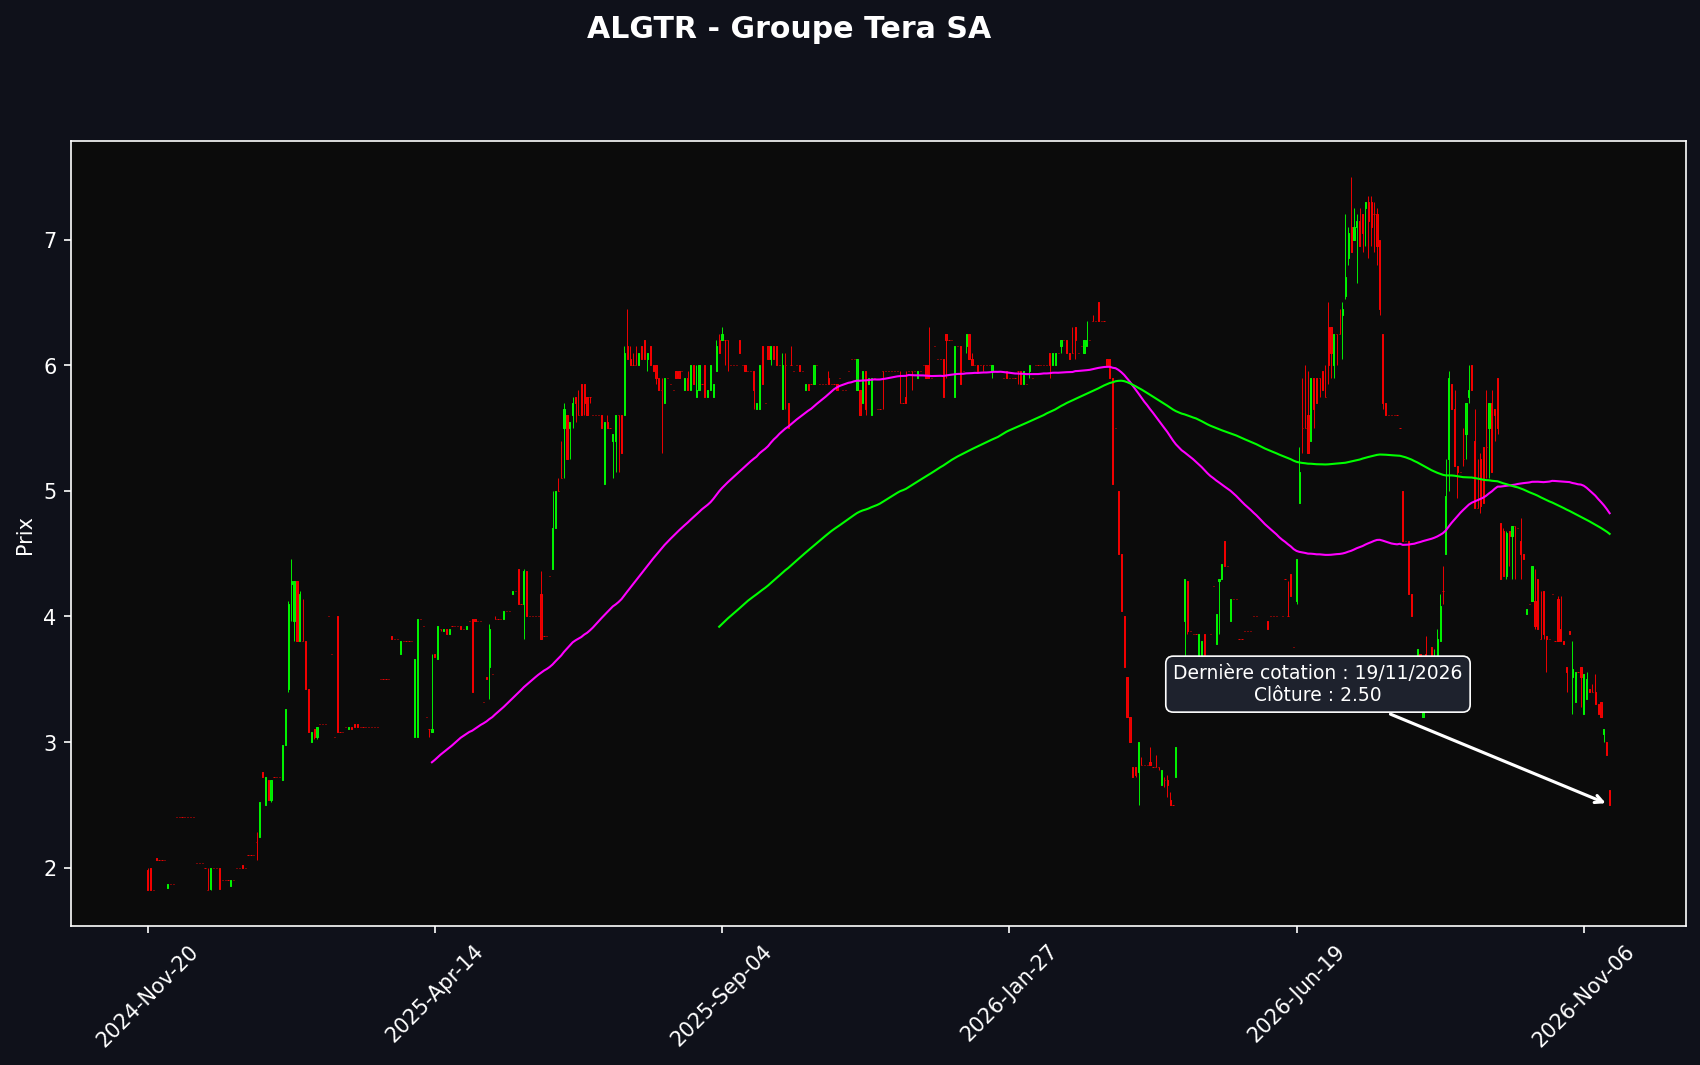 ALGTR - Groupe Tera SA
Prix
7
6
5
4
3
2
Dernière cotation : 19/11/2026
Clôture : 2.50
2024-Nov-20
2025-Apr-14
2025-Sep-04
2026-Jan-27
2026-Jun-19
2026-Nov-06